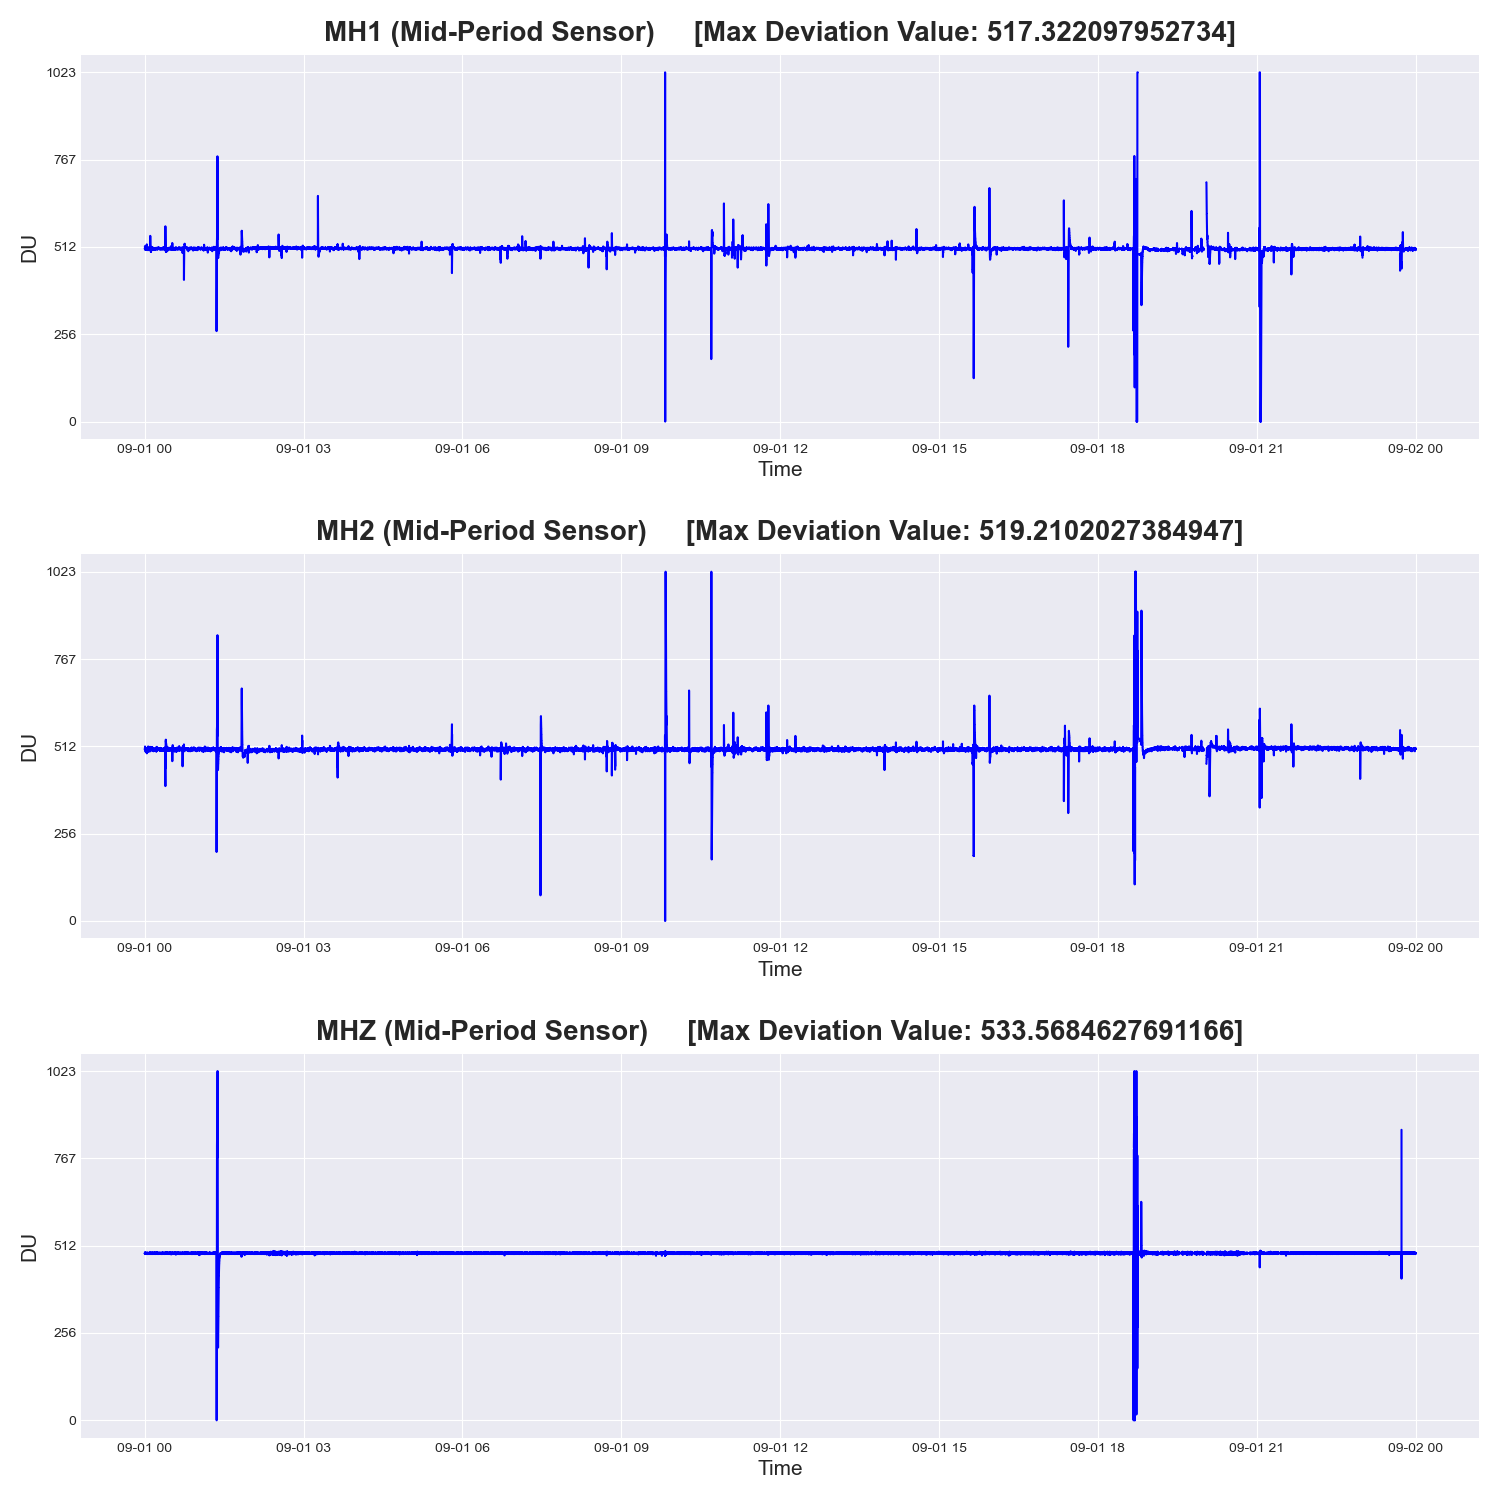 MH1 (Mid-Period Sensor) [Max Deviation Value: 517.322097952734]
1023
767
512
256
0
DU
09-01 00 09-01 03 09-01 06 09-01 09 09-01 12 09-01 15 09-01 18 09-01 21 09-02 00
Time
MH2 (Mid-Period Sensor) [Max Deviation Value: 519.2102027384947]
1023
767
512
256
0
DU
09-01 00 09-01 03 09-01 06 09-01 09 09-01 12 09-01 15 09-01 18 09-01 21 09-02 00
Time
MHZ (Mid-Period Sensor) [Max Deviation Value: 533.5684627691166]
1023
767
512
256
0
DU
09-01 00 09-01 03 09-01 06 09-01 09 09-01 12 09-01 15 09-01 18 09-01 21 09-02 00
Time